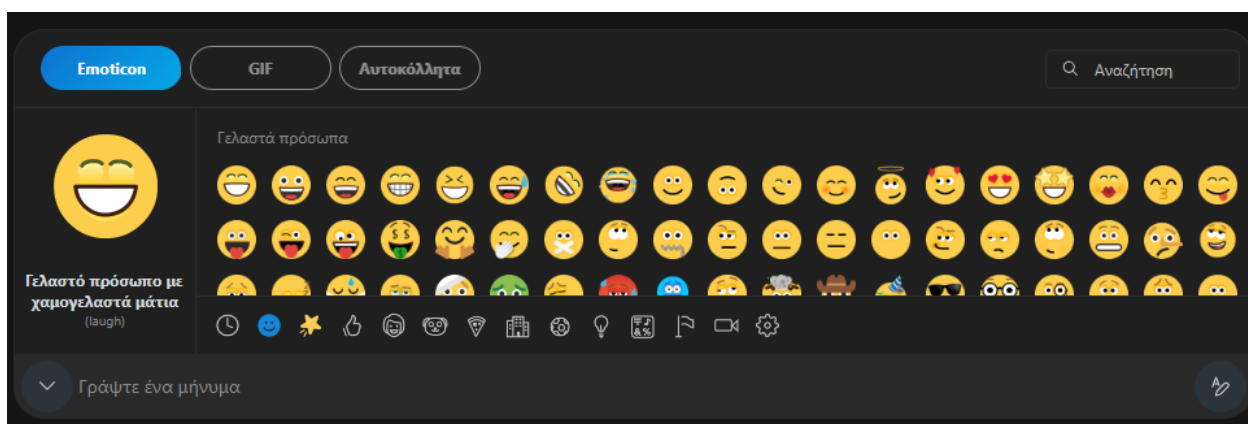 Emoticon
GIF
Αυτοκόλλητα
Αναζήτηση
Γελαστά πρόσωπα
Γελαστό πρόσωπο με
χαμογελαστά μάτια
(laugh)
Γράψτε ένα μήνυμα